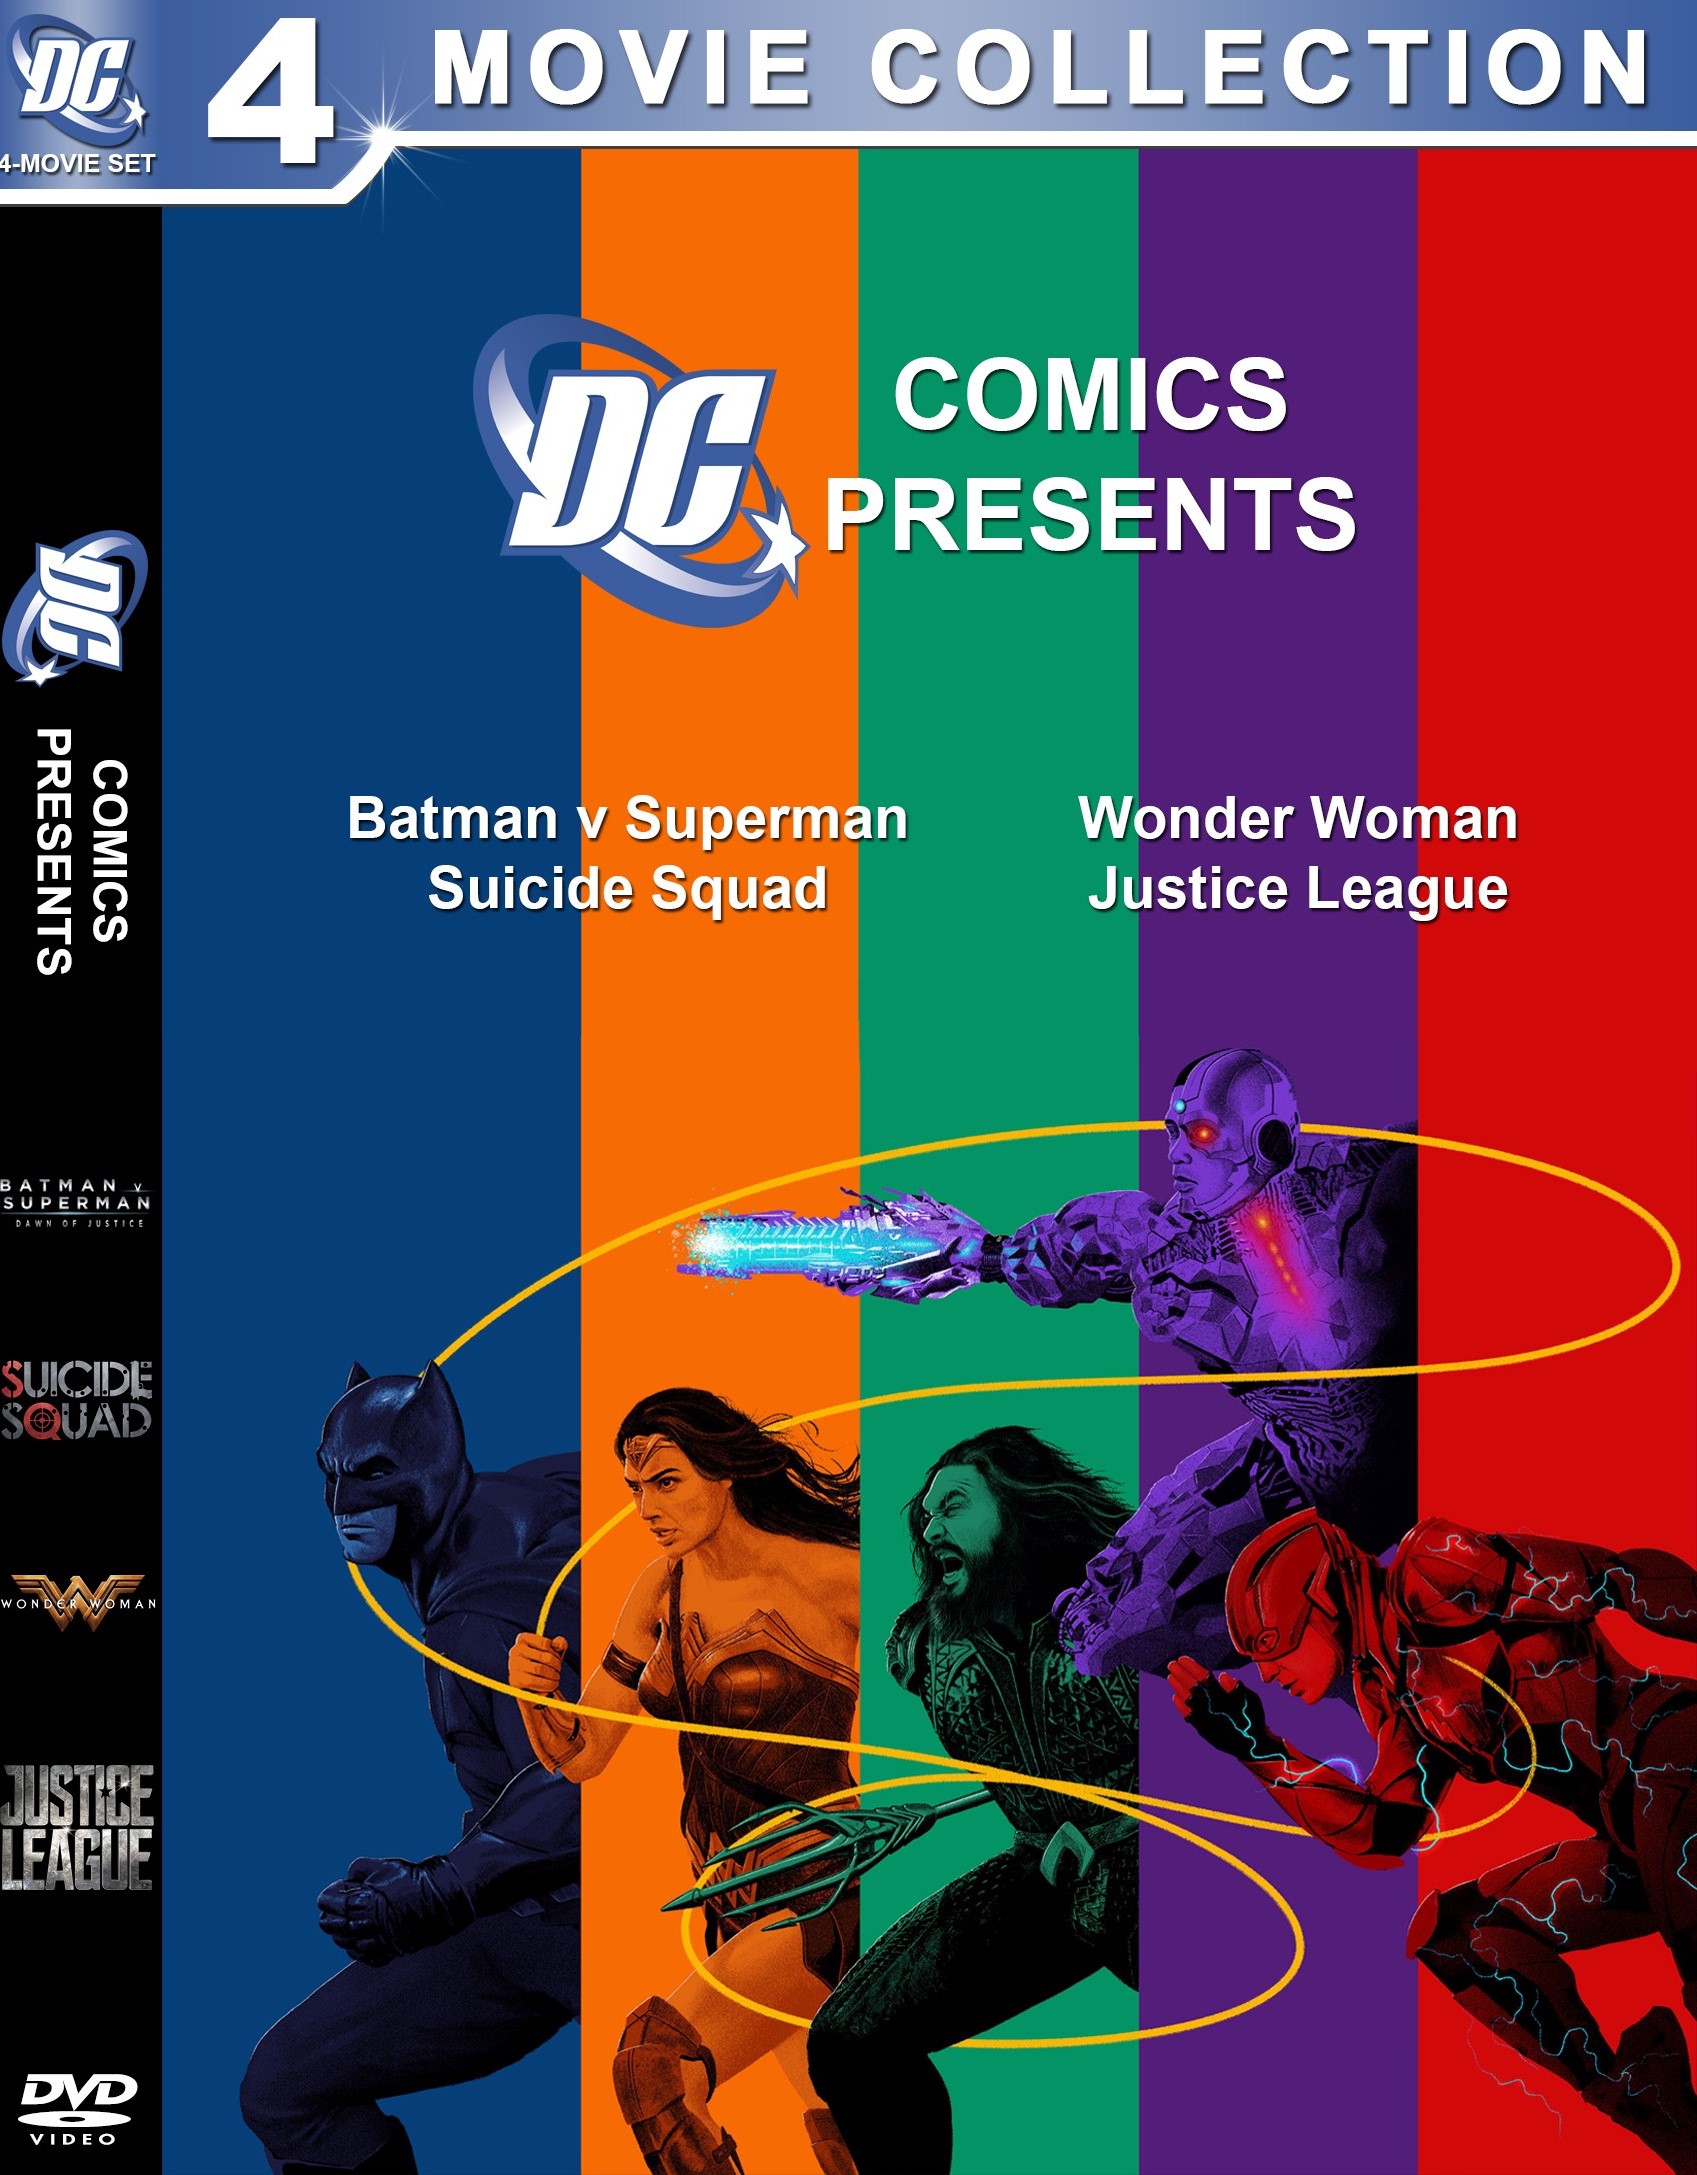 DC
4-MOVIE SET
4 MOVIE COLLECTION
DC
COMICS
PRESENTS
Batman v Superman
Suicide Squad
Wonder Woman
Justice League
DC
COMICS
PRESENTS
BATMAN v
SUPERMAN
DAWN OF JUSTICE
SUICIDE
SQUAD
WONDER WOMAN
JUSTICE
LEAGUE
DVD
VIDEO